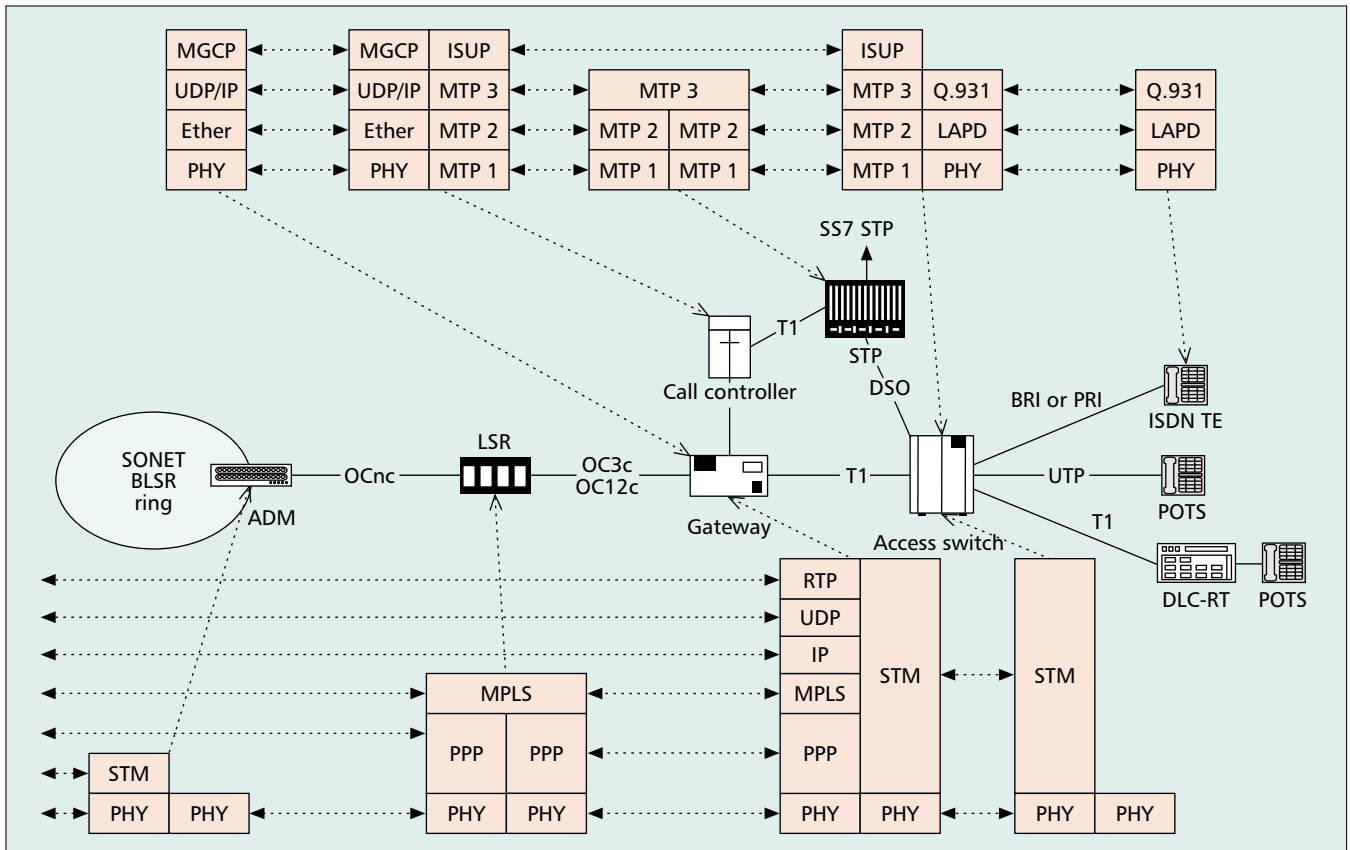 MGCP MGCP ISUP ISUP
UDP/IP UDP/IP MTP 3 MTP 3 MTP 3 Q.931 Q.931
Ether Ether MTP 2 MTP 2 MTP 2 MTP 2 LAPD LAPD
PHY PHY MTP 1 MTP 1 MTP 1 MTP 1 PHY PHY
SS7 STP
T1
STP
DSO
Call controller
BRI or PRI
ISDN TE
SONET
BLSR
ring
ADM
OCnc
LSR
OC3c
OC12c
Gateway
T1
Access switch
UTP
POTS
T1
DLC-RT
POTS
RTP
UDP
IP
STM
STM
MPLS
MPLS
PPP PPP
PPP
STM
PHY PHY PHY PHY PHY PHY PHY PHY